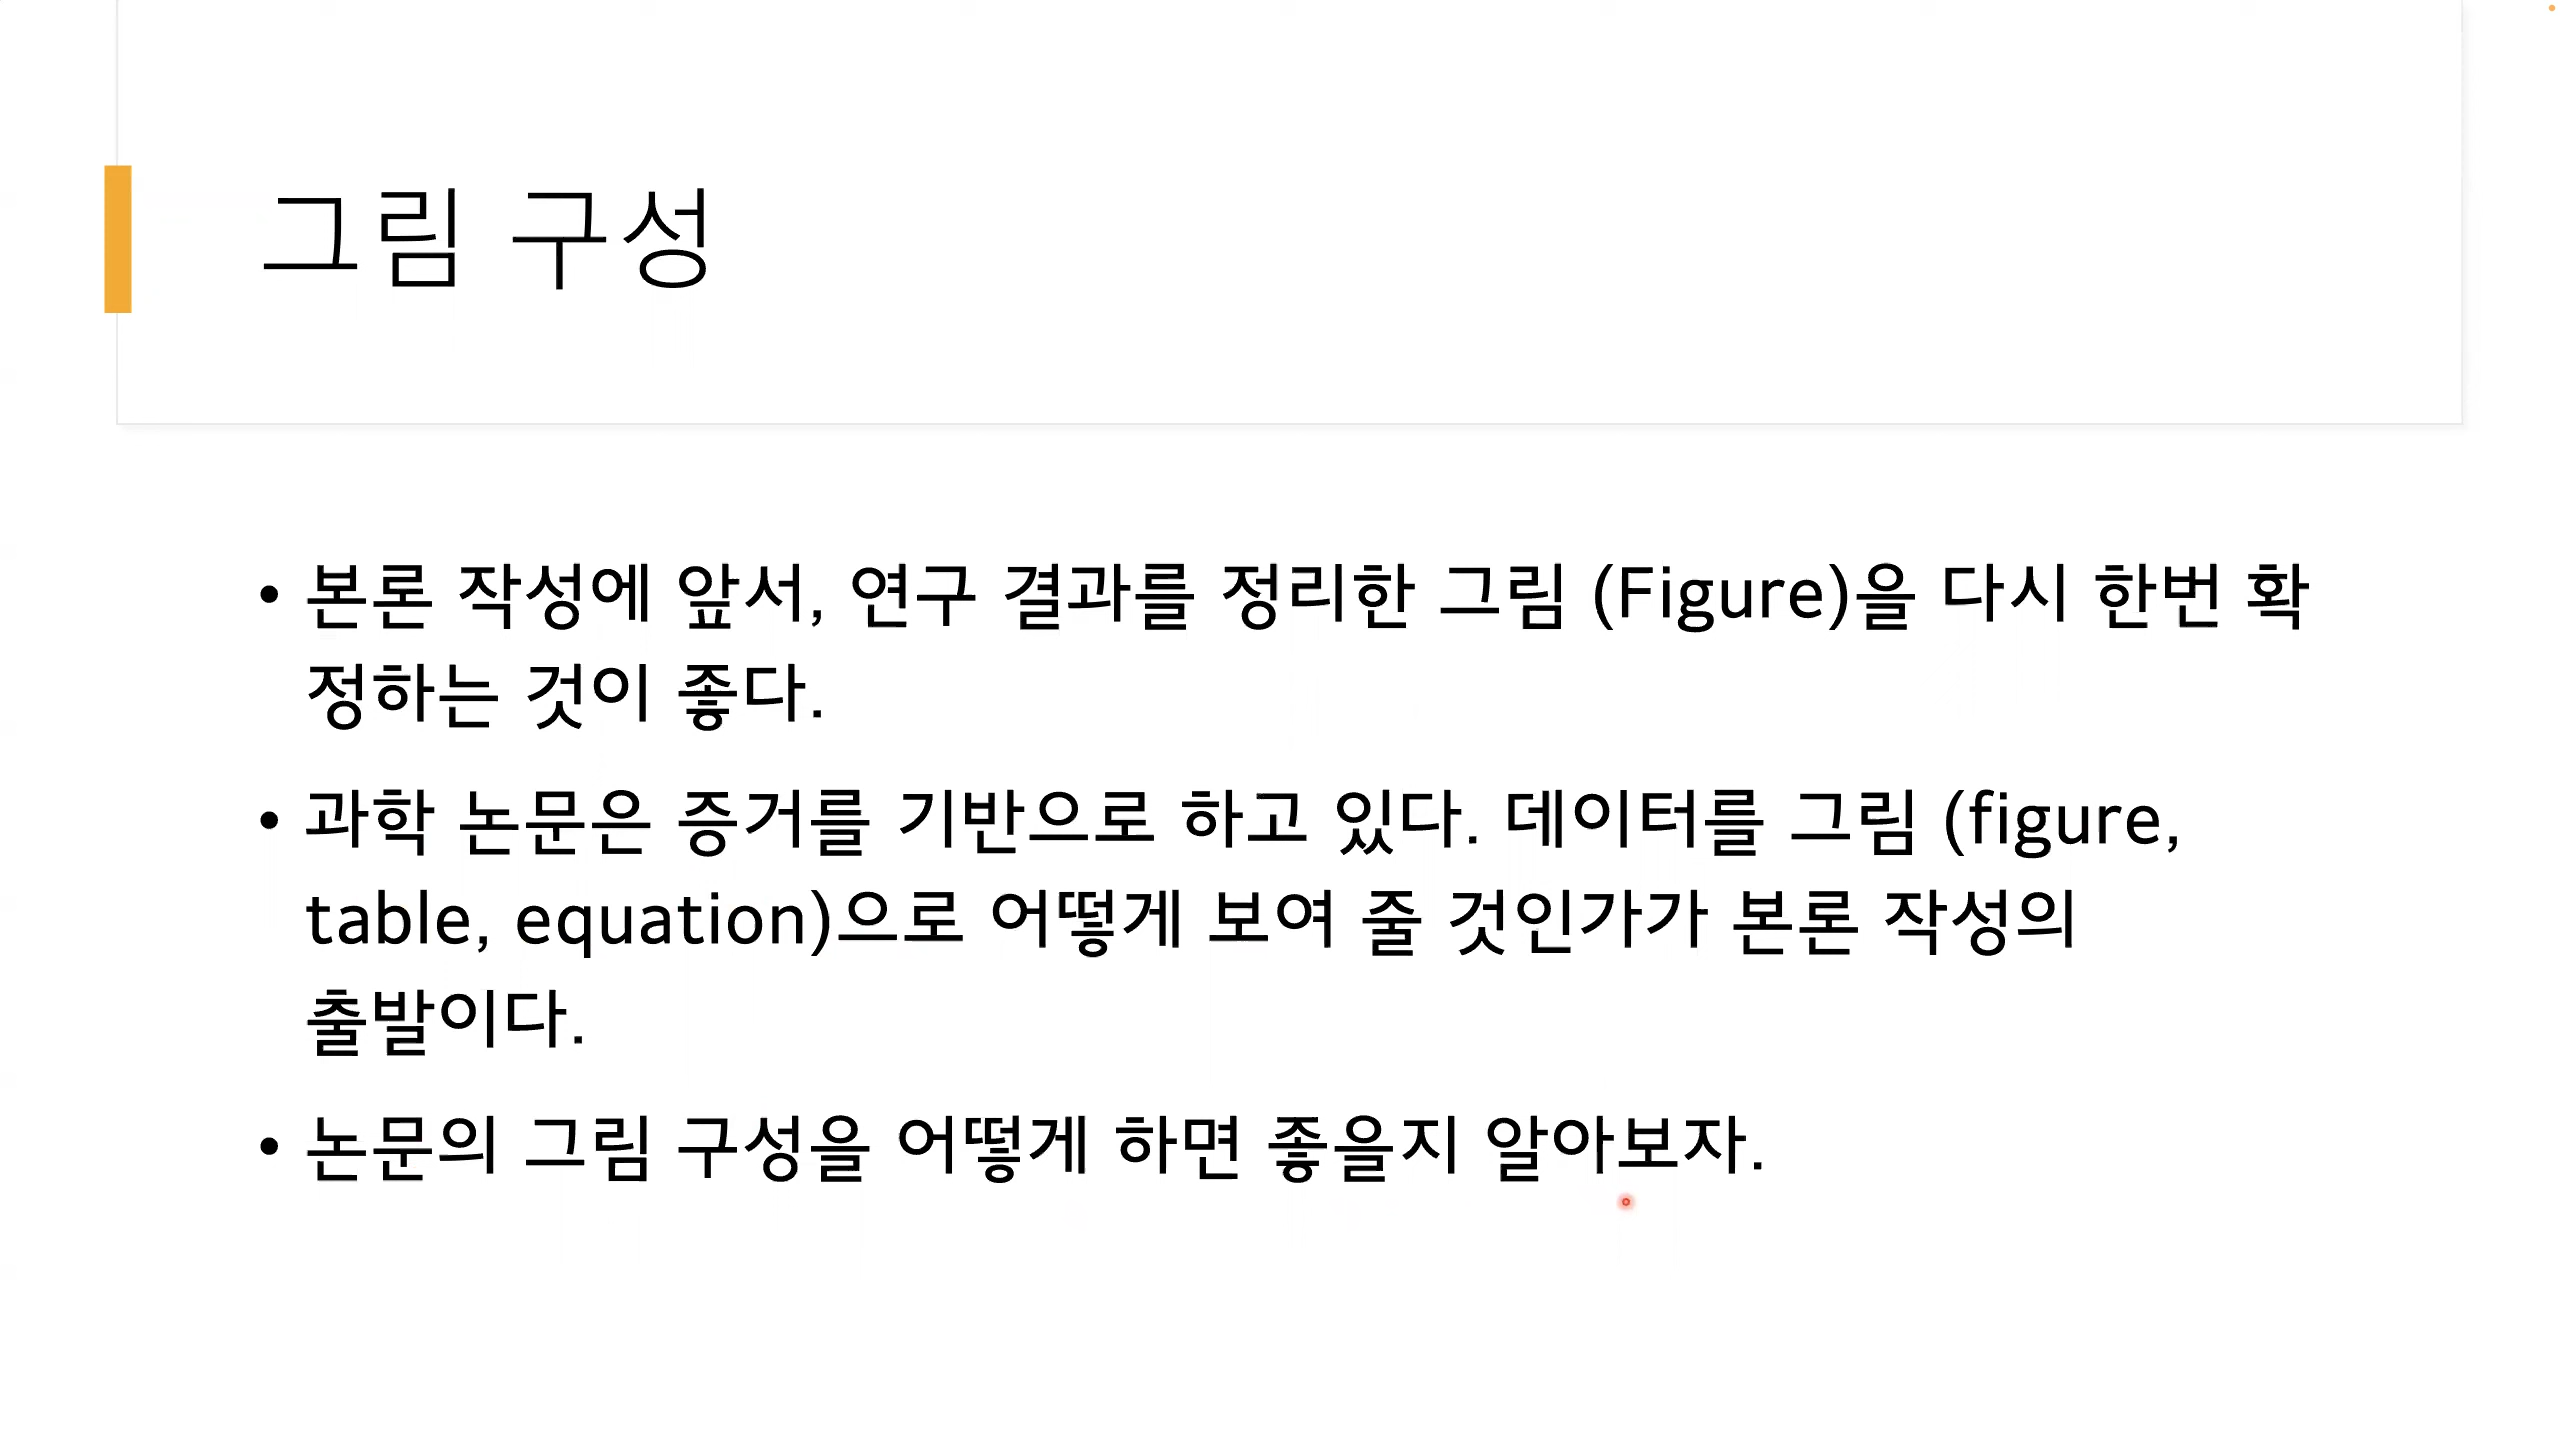 그림 구성
• 본론 작성에 앞서, 연구 결과를 정리한 그림 (Figure)을 다시 한번 확
정하는 것이 좋다.
• 과학 논문은 증거를 기반으로 하고 있다. 데이터를 그림 (figure,
table, equation)으로 어떻게 보여 줄 것인가가 본론 작성의
출발이다.
• 논문의 그림 구성을 어떻게 하면 좋을지 알아보자.